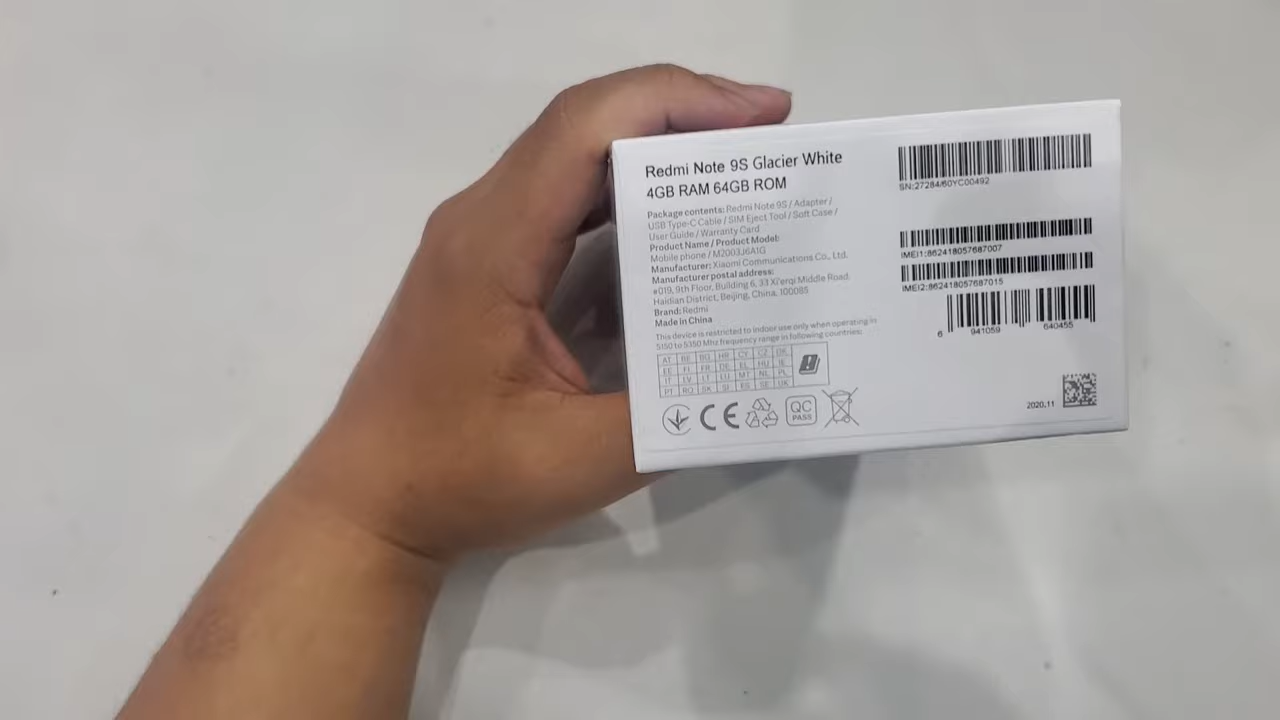 Redmi Note 9S Glacier White
4GB RAM 64GB ROM
Package contents: Redmi Note 9S / Adapter /
USB Type-C Cable / SIM Eject Tool / Soft Case /
User Guide / Warranty Card
Product Name / Product Model:
Mobile phone / M2003J6A1G
Manufacturer: Xiaomi Communications Co., Ltd.
Manufacturer postal address:
#019, 9th Floor, Building 6, 33 Xi'erqi Middle Road,
Haidian District, Beijing, China, 100085
Brand: Redmi
Made in China
This device is restricted to indoor use only when operating in
5150 to 5350 Mhz frequency range in following countries:
AT BE BG HR CY CZ DK
EE FI FR DE EL HU IE
IT LV LT LU MT NL PL
PT RO SK SI ES SE UK
CE
QC
PASS
SN:27284/60YC00492
IMEI1:862418057687007
IMEI2:862418057687015
6 941059 640455
2020.11